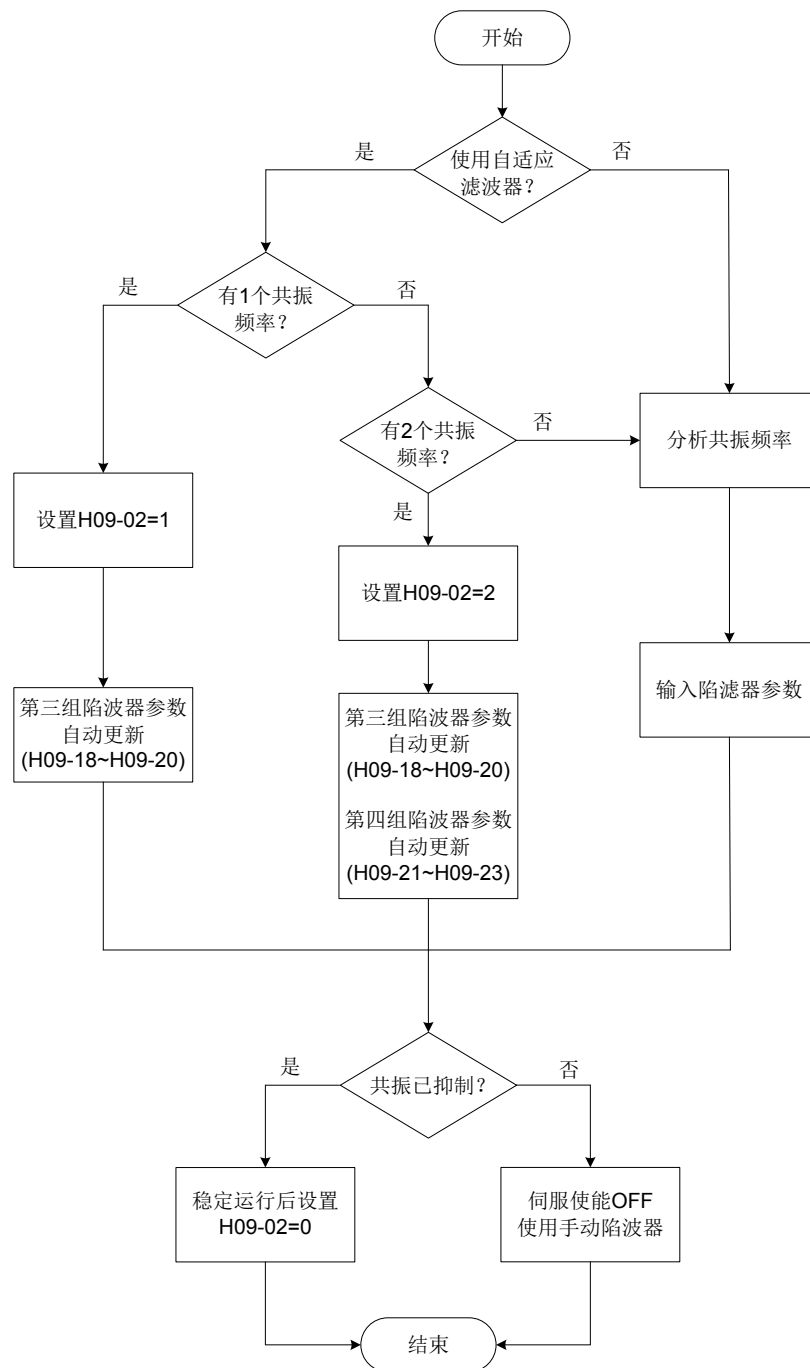 开始
使用自适应
滤波器？
是
否
有1个共振
频率？
是
否
有2个共振
频率？
否
是
分析共振频率
设置H09-02=1
设置H09-02=2
输入陷滤器参数
第三组陷波器参数
自动更新
(H09-18~H09-20)
第三组陷波器参数
自动更新
(H09-18~H09-20)
第四组陷波器参数
自动更新
(H09-21~H09-23)
共振已抑制？
是
否
稳定运行后设置
H09-02=0
伺服使能OFF
使用手动陷波器
结束